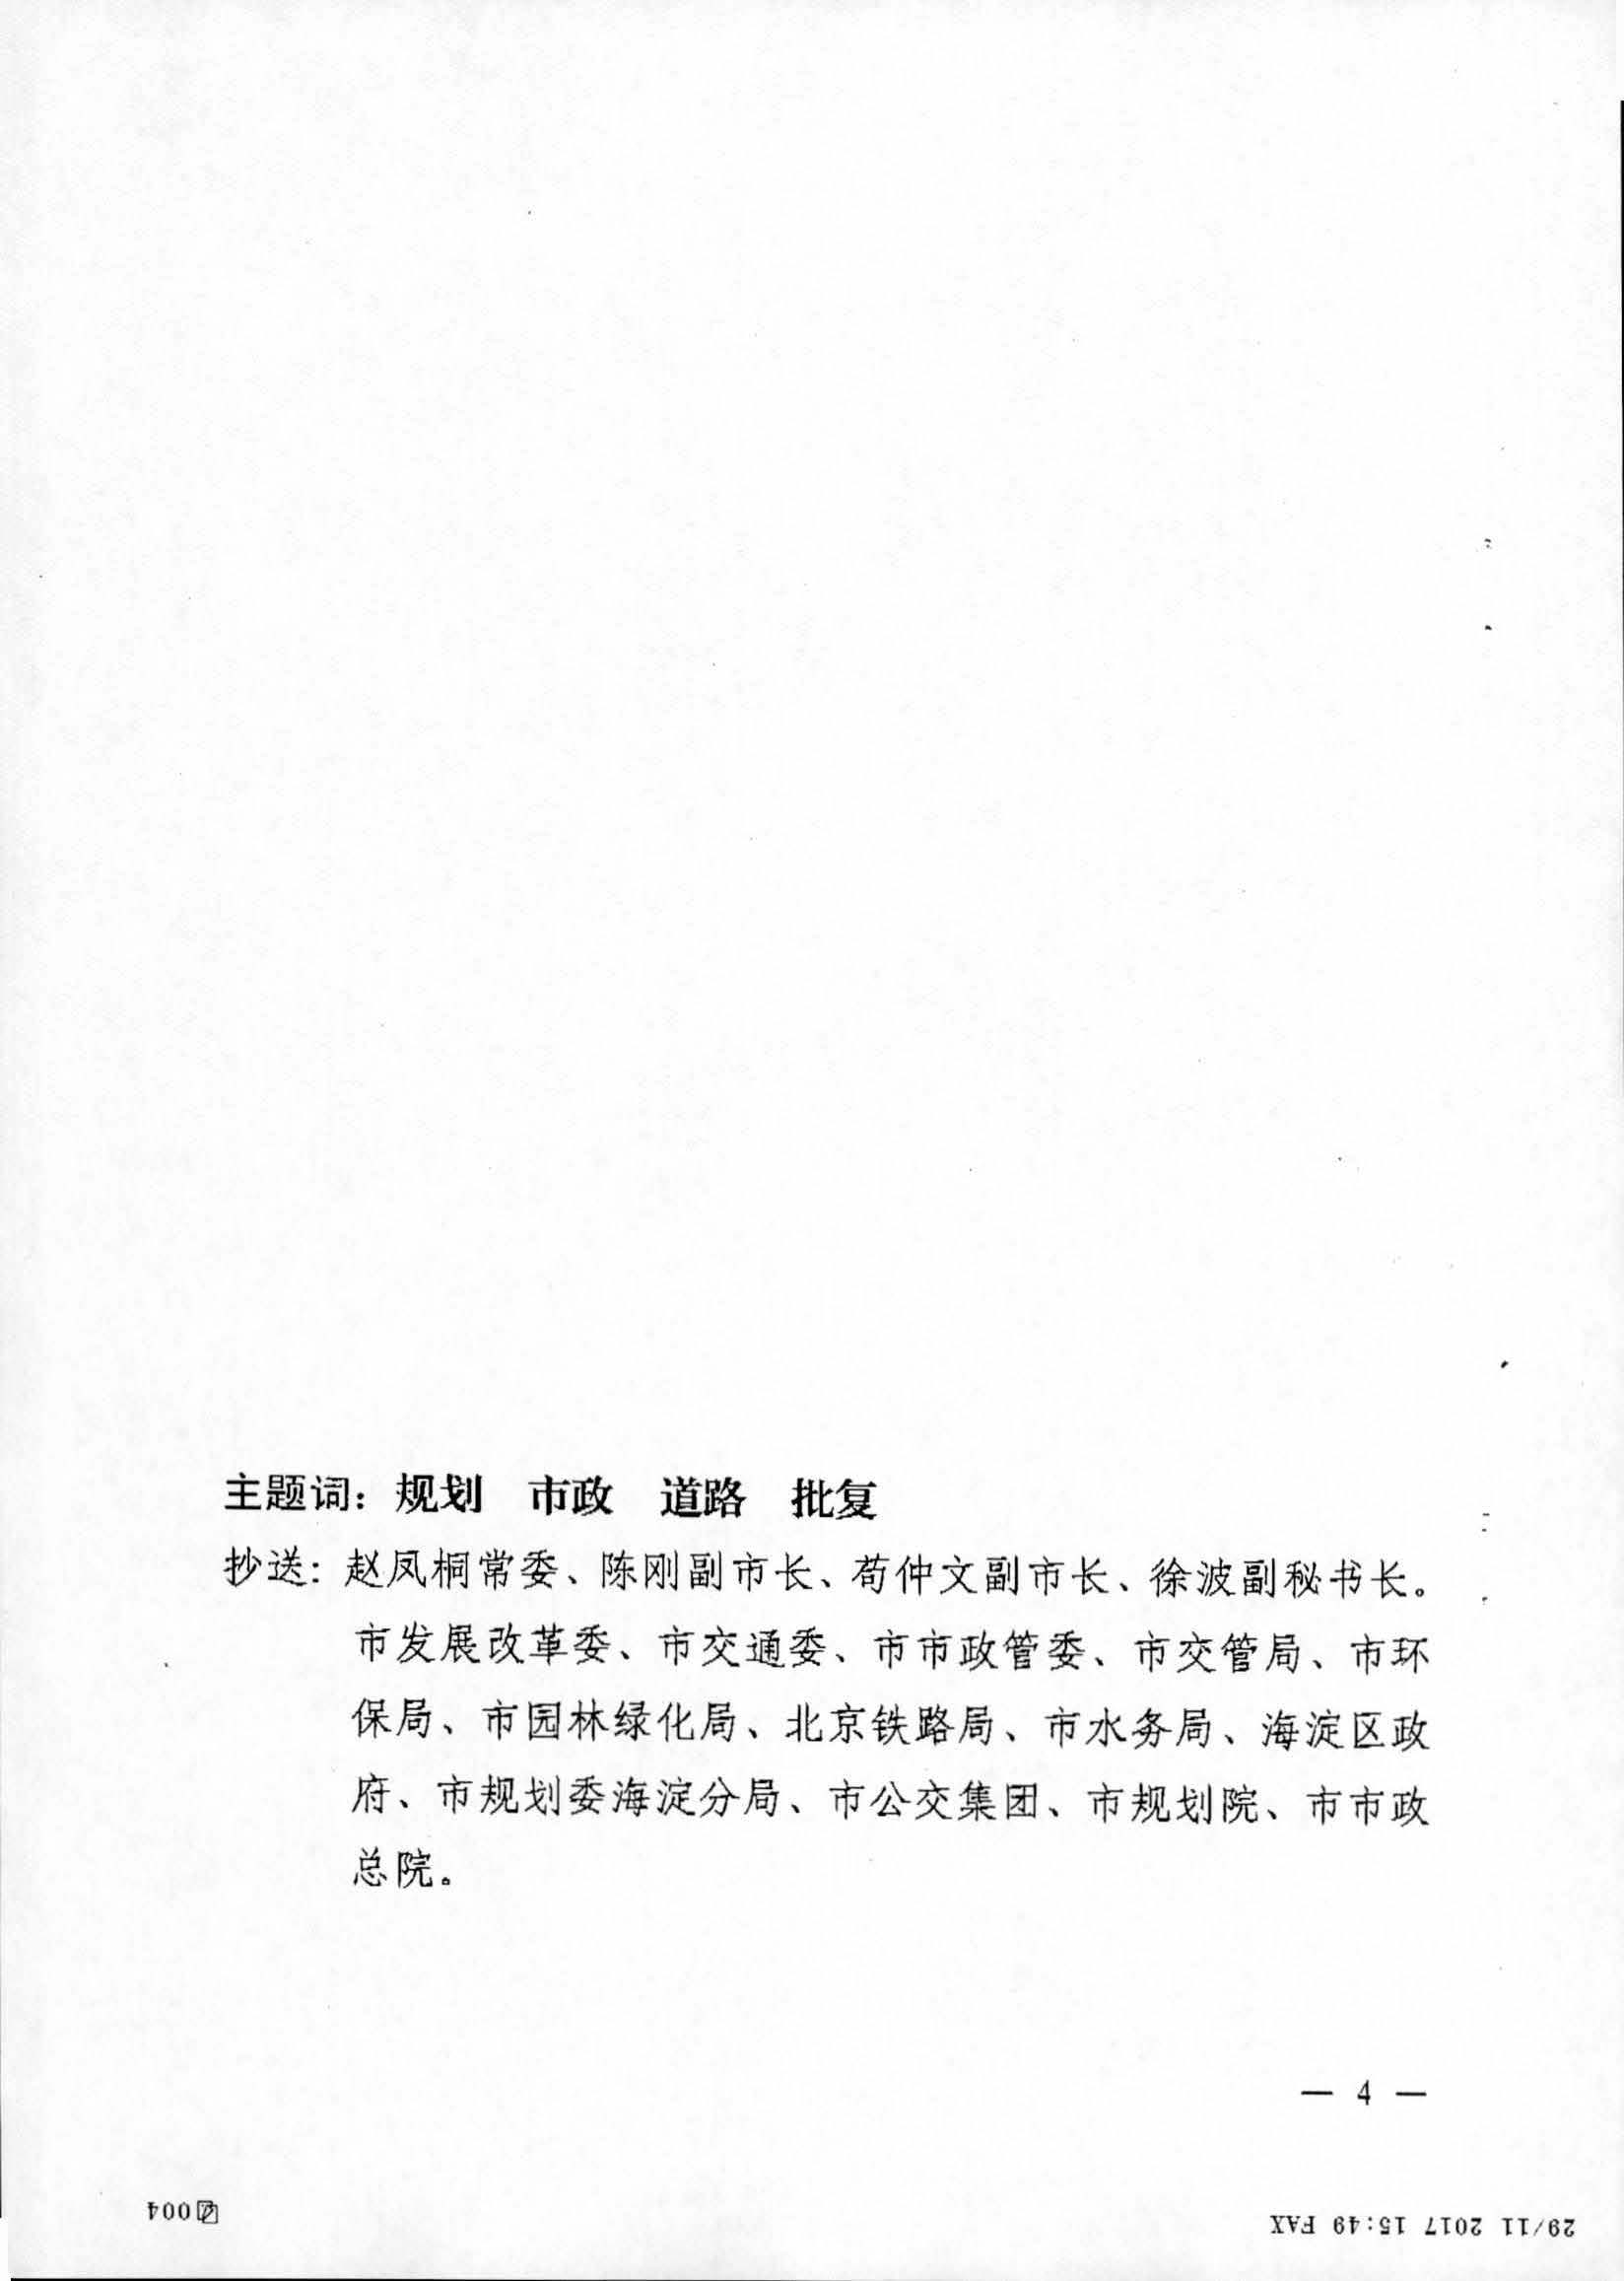 主题词：规划　市政　道路　批复
抄送：赵凤桐常委、陈刚副市长、苟仲文副市长、徐波副秘书长。
市发展改革委、市交通委、市市政管委、市交管局、市环
保局、市园林绿化局、北京铁路局、市水务局、海淀区政
府、市规划委海淀分局、市公交集团、市规划院、市市政
总院。
— 4 —
29/11 2017 15:49 FAX
004